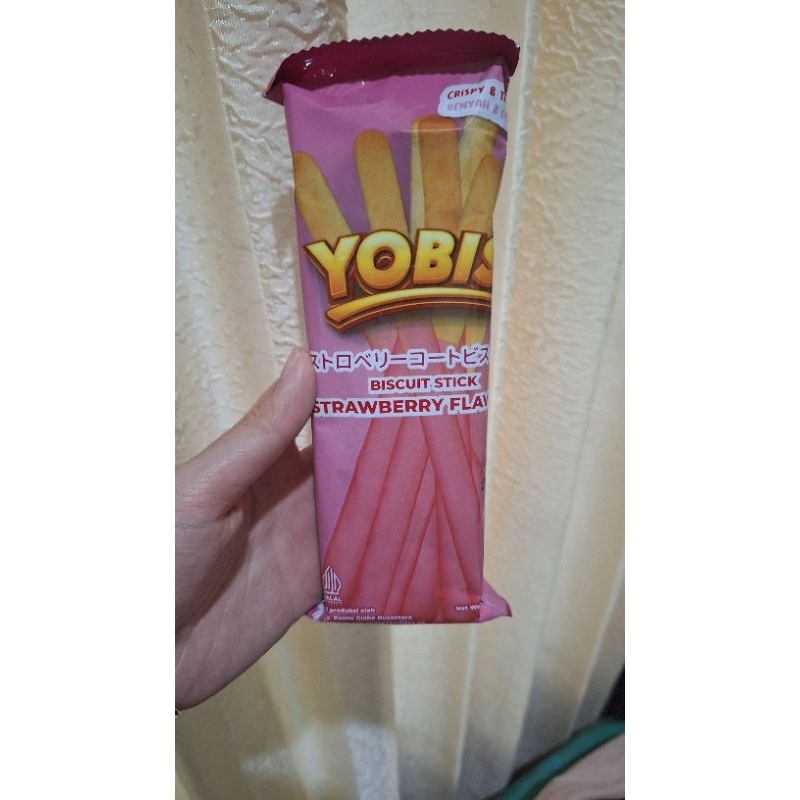 CRISPY &
RENYAH &
YOBIS
ストロベリーコートビス
BISCUIT STICK
STRAWBERRY FLAV
HALAL
produksi oleh
Net We